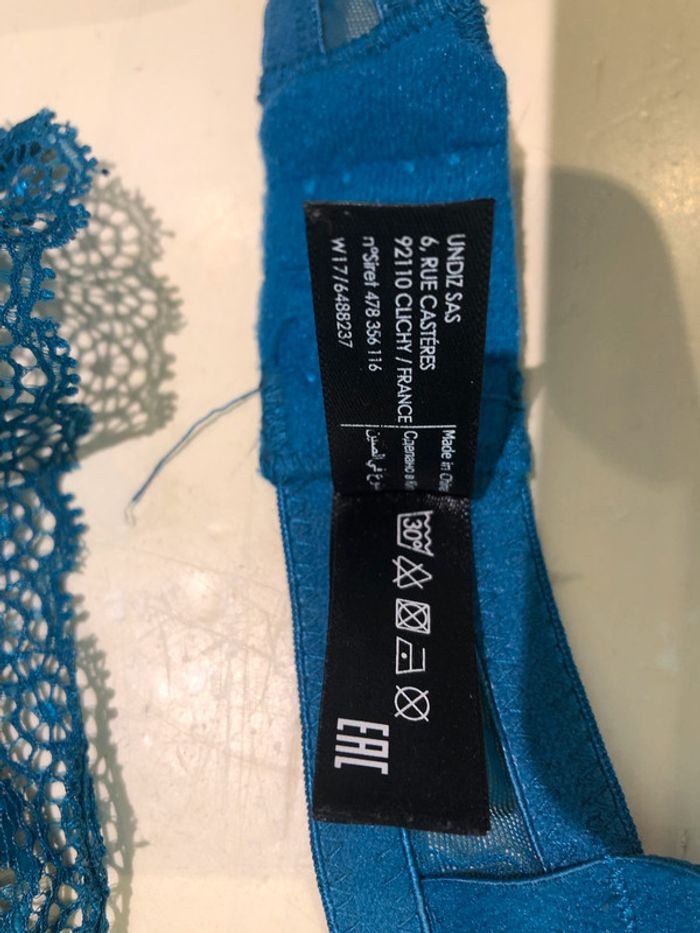 UNDIZ SAS
6, RUE CASTÉRES
92110 CLICHY / FRANCE
n°Siret 478 356 116
W17/6488237
Made in
Сделано в
في
30°
EAC